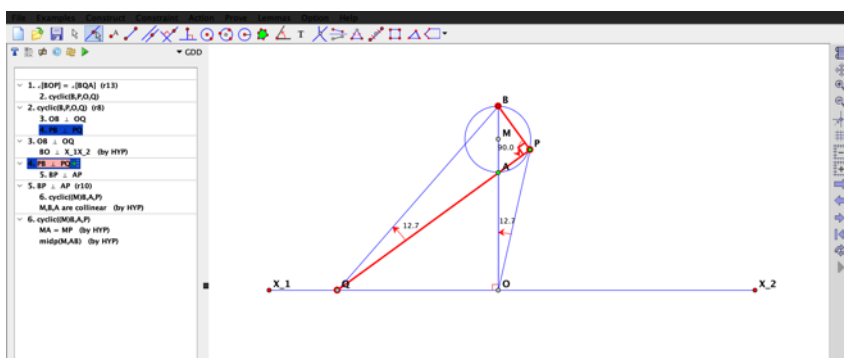 File Examples Construct Constraint Action Prove Lemmas Option Help
A
T
GDD
1. ∠[BOP] = ∠[BQA] (r13)
2. cyclic(B,P,O,Q)
2. cyclic(B,P,O,Q) (r8)
3. OB ⊥ OQ
4. PB ⊥ PQ
3. OB ⊥ OQ
BO ⊥ X_1X_2 (by HYP)
4. PB ⊥ PQ
5. BP ⊥ AP
5. BP ⊥ AP (r10)
6. cyclic((M)B,A,P)
M,B,A are collinear (by HYP)
6. cyclic((M)B,A,P)
MA = MP (by HYP)
midp(M,AB) (by HYP)
B
M
P
90.0
A
12.7
12.7
X_1
Q
O
X_2